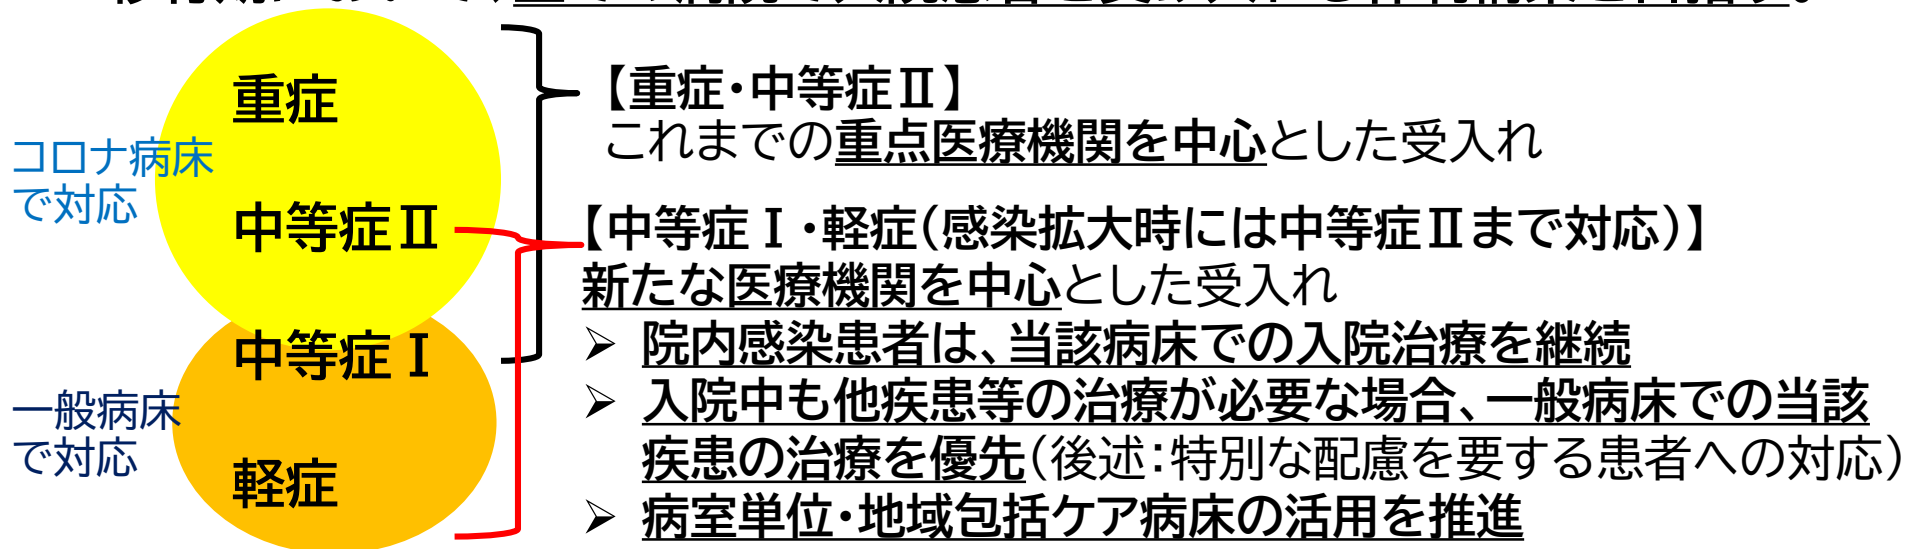 重症
中等症Ⅱ
中等症Ⅰ
軽症
コロナ病床
で対応
一般病床
で対応
【重症・中等症Ⅱ】
これまでの重点医療機関を中心とした受入れ
【中等症Ⅰ・軽症(感染拡大時には中等症Ⅱまで対応)】
新たな医療機関を中心とした受入れ
➢ 院内感染患者は、当該病床での入院治療を継続
➢ 入院中も他疾患等の治療が必要な場合、一般病床での当該
疾患の治療を優先(後述:特別な配慮を要する患者への対応)
➢ 病室単位・地域包括ケア病床の活用を推進